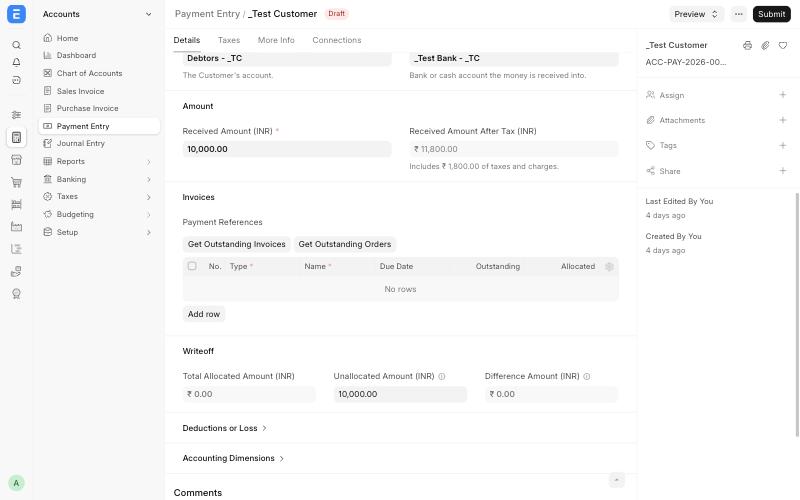 Accounts
Payment Entry / _Test Customer Draft
Preview
Submit
Home
Dashboard
Chart of Accounts
Sales Invoice
Purchase Invoice
Payment Entry
Journal Entry
Reports
Banking
Taxes
Budgeting
Setup
A
Details Taxes More Info Connections
Debtors - _TC _Test Bank - _TC
The Customer's account. Bank or cash account the money is received into.
Amount
Received Amount (INR) * Received Amount After Tax (INR)
10,000.00 ₹ 11,800.00
Includes ₹ 1,800.00 of taxes and charges.
Invoices
Payment References
Get Outstanding Invoices Get Outstanding Orders
No. Type * Name * Due Date Outstanding Allocated
No rows
Add row
Writeoff
Total Allocated Amount (INR) Unallocated Amount (INR) Difference Amount (INR)
₹ 0.00 10,000.00 ₹ 0.00
Deductions or Loss
Accounting Dimensions
Comments
_Test Customer
ACC-PAY-2026-00...
Assign
Attachments
Tags
Share
Last Edited By You
4 days ago
Created By You
4 days ago